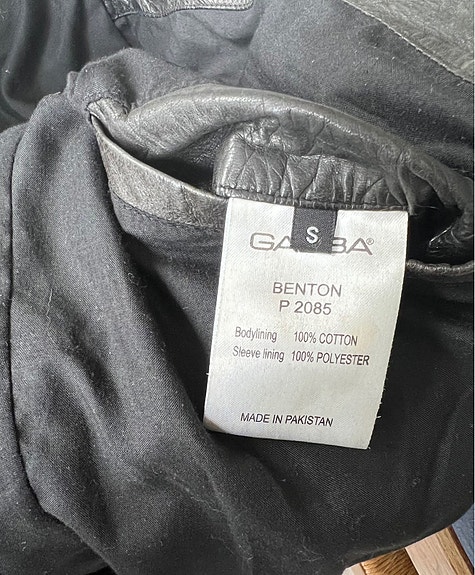 S
GA BA®
BENTON
P 2085
Bodylining 100% COTTON
Sleeve lining 100% POLYESTER
MADE IN PAKISTAN